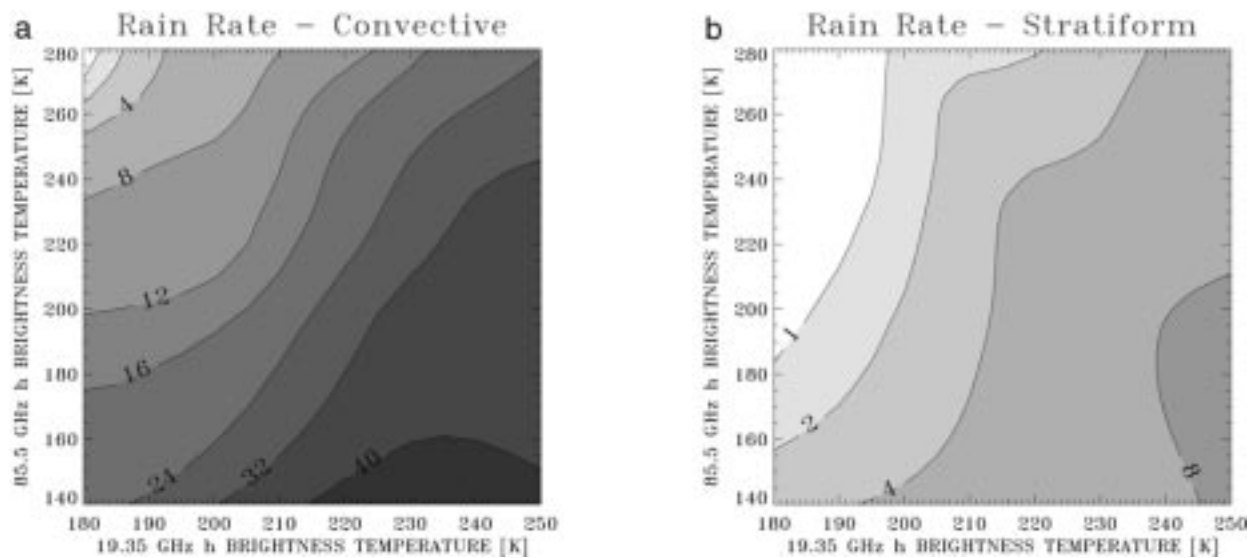 a
Rain Rate – Convective
85.5 GHz h BRIGHTNESS TEMPERATURE [K]
280
260
240
220
200
180
160
140
4
8
12
16
24
32
40
180 190 200 210 220 230 240 250
19.35 GHz h BRIGHTNESS TEMPERATURE [K]
b
Rain Rate – Stratiform
85.5 GHz h BRIGHTNESS TEMPERATURE [K]
280
260
240
220
200
180
160
140
1
2
4
8
180 190 200 210 220 230 240 250
19.35 GHz h BRIGHTNESS TEMPERATURE [K]